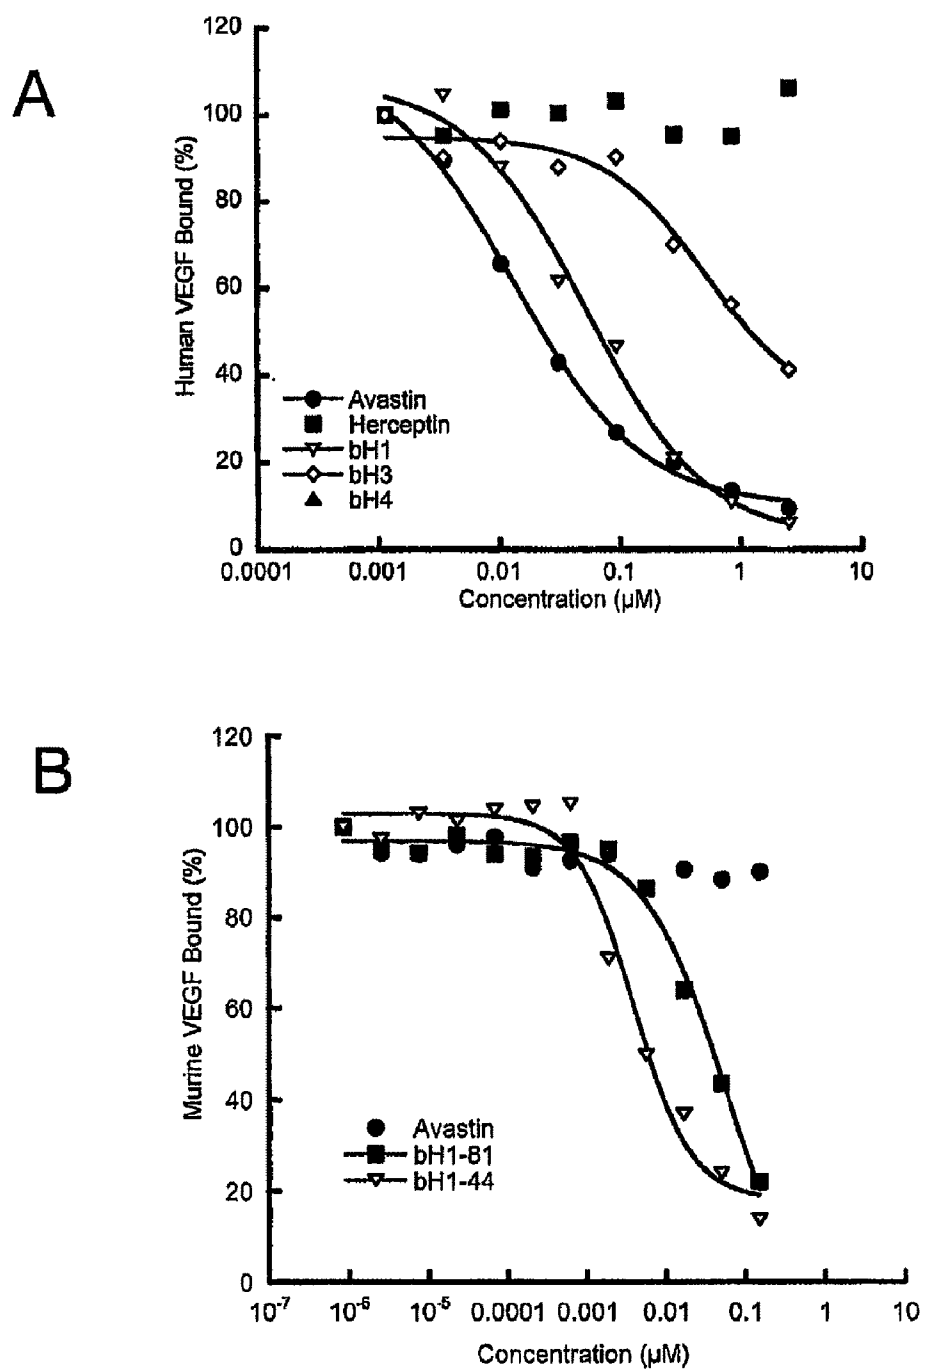 A
120
100
80
60
40
20
0
Human VEGF Bound (%)
Avastin
Herceptin
bH1
bH3
bH4
0.0001 0.001 0.01 0.1 1 10
Concentration (µM)
B
120
100
80
60
40
20
0
Murine VEGF Bound (%)
Avastin
bH1-81
bH1-44
10-7 10-6 10-5 0.0001 0.001 0.01 0.1 1 10
Concentration (µM)